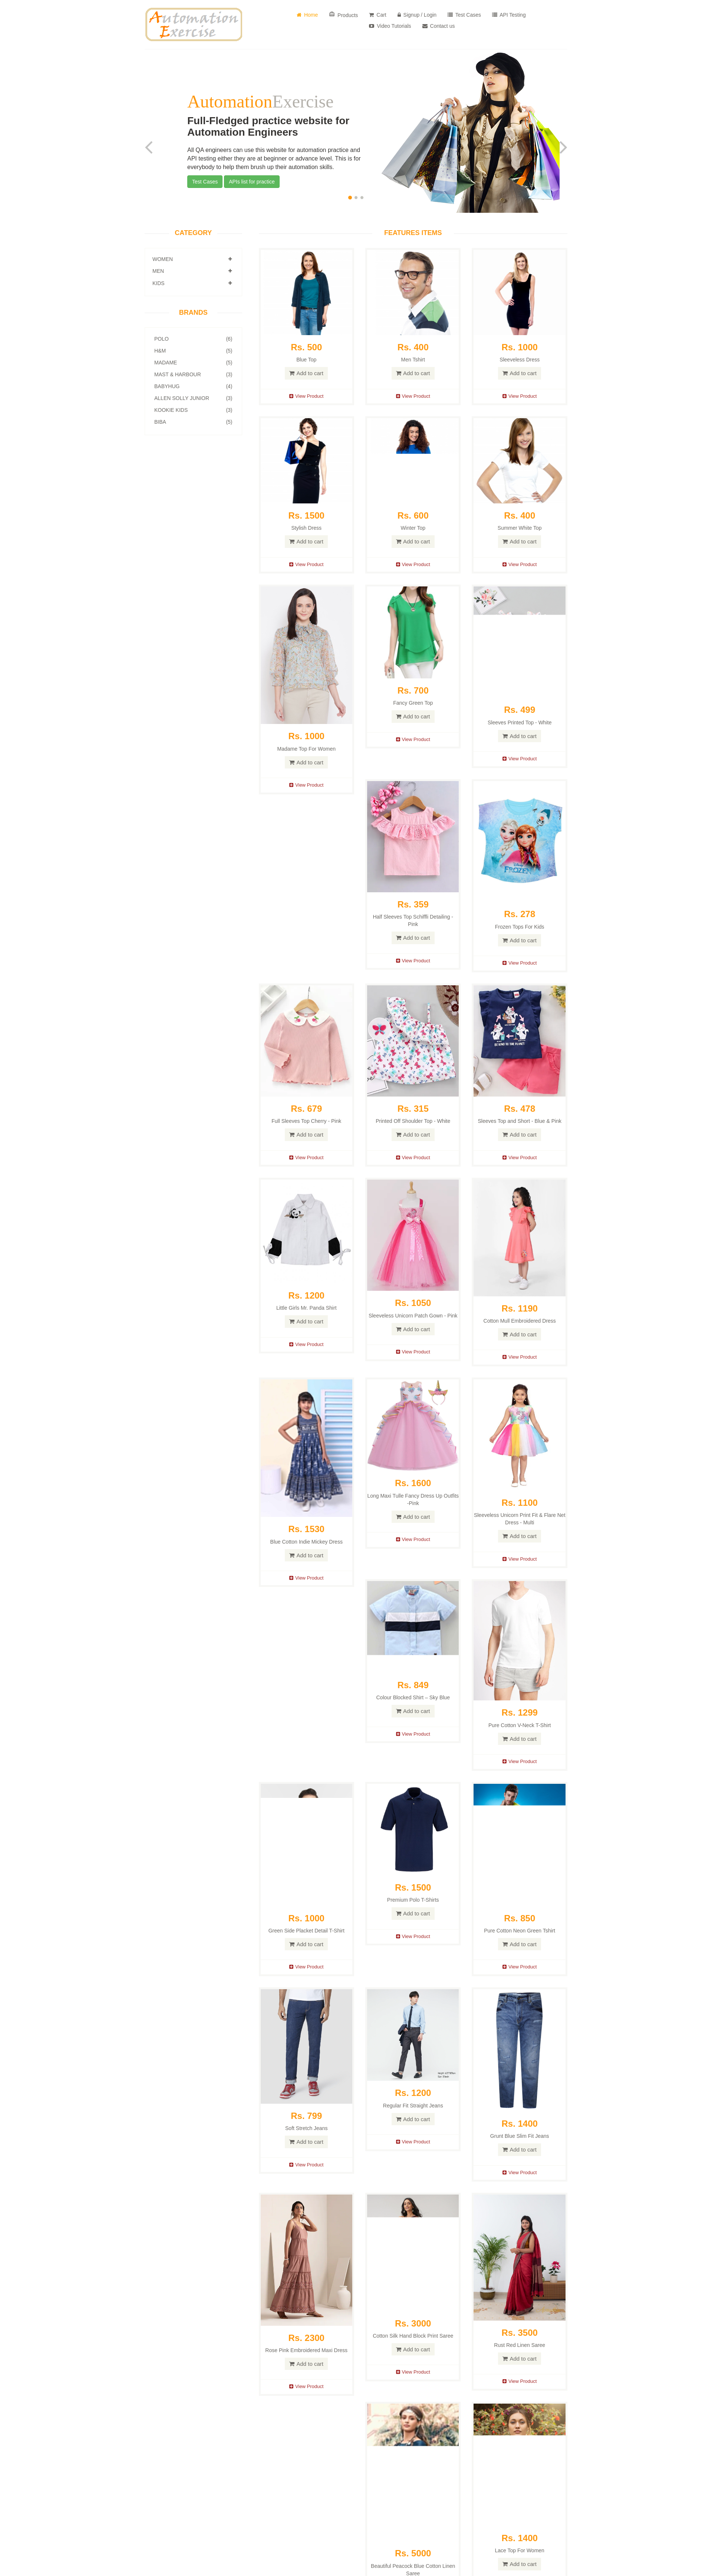 Automation
Exercise
Home
Products
Cart
Signup / Login
Test Cases
API Testing
Video Tutorials
Contact us
AutomationExercise
Full-Fledged practice website for
Automation Engineers
All QA engineers can use this website for automation practice and
API testing either they are at beginner or advance level. This is for
everybody to help them brush up their automation skills.
Test Cases
APIs list for practice
CATEGORY
WOMEN
MEN
KIDS
BRANDS
POLO (6)
H&M (5)
MADAME (5)
MAST & HARBOUR (3)
BABYHUG (4)
ALLEN SOLLY JUNIOR (3)
KOOKIE KIDS (3)
BIBA (5)
FEATURES ITEMS
Rs. 500
Blue Top
Add to cart
View Product
Rs. 400
Men Tshirt
Add to cart
View Product
Rs. 1000
Sleeveless Dress
Add to cart
View Product
Rs. 1500
Stylish Dress
Add to cart
View Product
Rs. 600
Winter Top
Add to cart
View Product
Rs. 400
Summer White Top
Add to cart
View Product
Rs. 1000
Madame Top For Women
Add to cart
View Product
Rs. 700
Fancy Green Top
Add to cart
View Product
Rs. 499
Sleeves Printed Top - White
Add to cart
View Product
Rs. 359
Half Sleeves Top Schiffli Detailing -
Pink
Add to cart
View Product
FROZEN
Rs. 278
Frozen Tops For Kids
Add to cart
View Product
Rs. 679
Full Sleeves Top Cherry - Pink
Add to cart
View Product
Rs. 315
Printed Off Shoulder Top - White
Add to cart
View Product
Rs. 478
Sleeves Top and Short - Blue & Pink
Add to cart
View Product
Rs. 1200
Little Girls Mr. Panda Shirt
Add to cart
View Product
Rs. 1050
Sleeveless Unicorn Patch Gown - Pink
Add to cart
View Product
Rs. 1190
Cotton Mull Embroidered Dress
Add to cart
View Product
Rs. 1530
Blue Cotton Indie Mickey Dress
Add to cart
View Product
Rs. 1600
Long Maxi Tulle Fancy Dress Up Outfits
-Pink
Add to cart
View Product
Rs. 1100
Sleeveless Unicorn Print Fit & Flare Net
Dress - Multi
Add to cart
View Product
Rs. 849
Colour Blocked Shirt – Sky Blue
Add to cart
View Product
Rs. 1299
Pure Cotton V-Neck T-Shirt
Add to cart
View Product
Rs. 1000
Green Side Placket Detail T-Shirt
Add to cart
View Product
Rs. 1500
Premium Polo T-Shirts
Add to cart
View Product
Rs. 850
Pure Cotton Neon Green Tshirt
Add to cart
View Product
Rs. 799
Soft Stretch Jeans
Add to cart
View Product
Rs. 1200
Regular Fit Straight Jeans
Add to cart
View Product
Rs. 1400
Grunt Blue Slim Fit Jeans
Add to cart
View Product
Rs. 2300
Rose Pink Embroidered Maxi Dress
Add to cart
View Product
Rs. 3000
Cotton Silk Hand Block Print Saree
Add to cart
View Product
Rs. 3500
Rust Red Linen Saree
Add to cart
View Product
Rs. 5000
Beautiful Peacock Blue Cotton Linen
Saree
Rs. 1400
Lace Top For Women
Add to cart